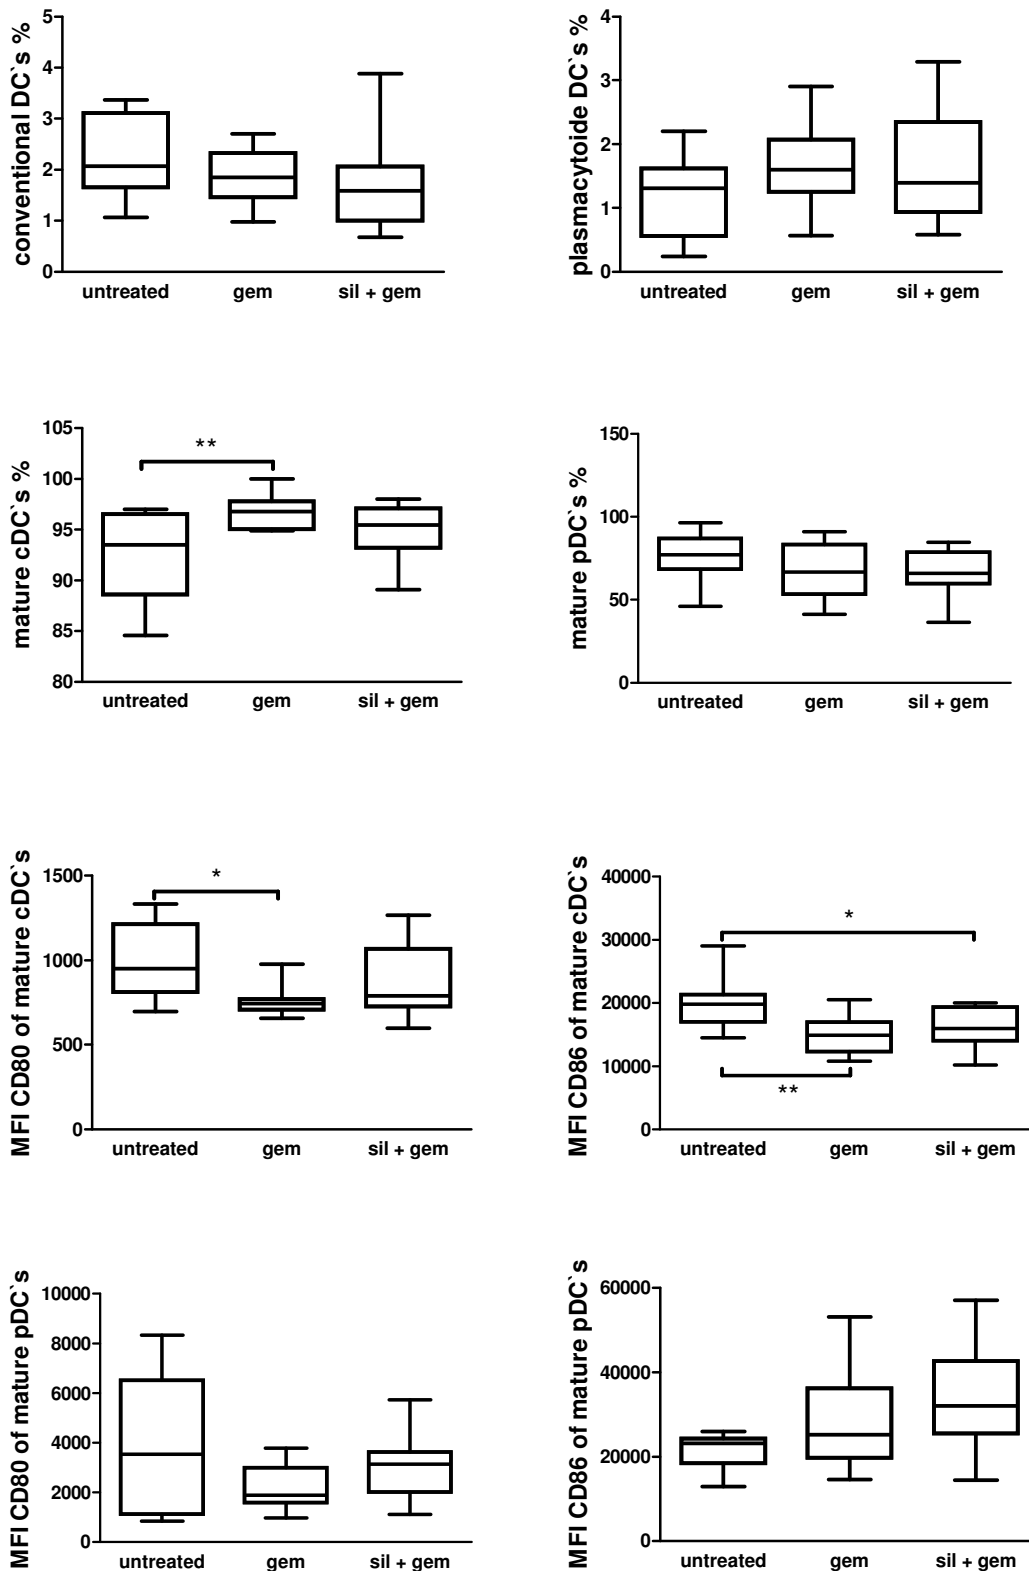 conventional DC`s %
5
4
3
2
1
0
untreated gem sil + gem
plasmacytoide DC`s %
4
3
2
1
0
untreated gem sil + gem
mature cDC`s %
105
100
95
90
85
80
**
untreated gem sil + gem
mature pDC`s %
150
100
50
0
untreated gem sil + gem
MFI CD80 of mature cDC`s
1500
1000
500
0
*
untreated gem sil + gem
MFI CD86 of mature cDC`s
40000
30000
20000
10000
0
*
**
untreated gem sil + gem
MFI CD80 of mature pDC`s
10000
8000
6000
4000
2000
0
untreated gem sil + gem
MFI CD86 of mature pDC`s
60000
40000
20000
0
untreated gem sil + gem